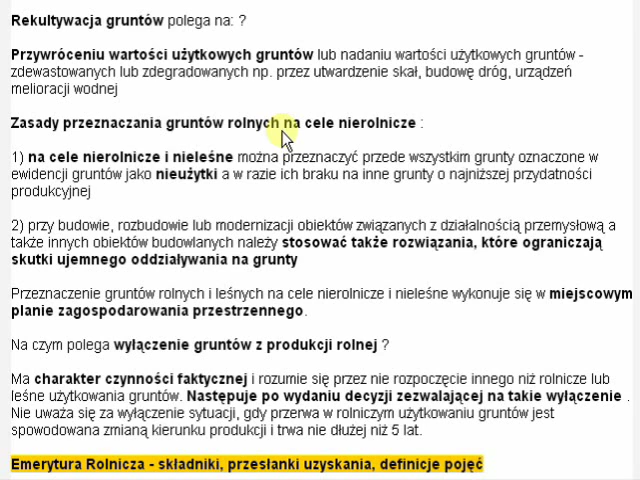 Rekultywacja gruntów polega na: ?
Przywróceniu wartości użytkowych gruntów lub nadaniu wartości użytkowych gruntów -
zdewastowanych lub zdegradowanych np. przez utwardzenie skał, budowę dróg, urządzeń
melioracji wodnej
Zasady przeznaczania gruntów rolnych na cele nierolnicze :
1) na cele nierolnicze i nieleśne można przeznaczyć przede wszystkim grunty oznaczone w
ewidencji gruntów jako nieużytki a w razie ich braku na inne grunty o najniższej przydatności
produkcyjnej
2) przy budowie, rozbudowie lub modernizacji obiektów związanych z działalnością przemysłową a
także innych obiektów budowlanych należy stosować także rozwiązania, które ograniczają
skutki ujemnego oddziaływania na grunty
Przeznaczenie gruntów rolnych i leśnych na cele nierolnicze i nieleśne wykonuje się w miejscowym
planie zagospodarowania przestrzennego.
Na czym polega wyłączenie gruntów z produkcji rolnej ?
Ma charakter czynności faktycznej i rozumie się przez nie rozpoczęcie innego niż rolnicze lub
leśne użytkowania gruntów. Następuje po wydaniu decyzji zezwalającej na takie wyłączenie .
Nie uważa się za wyłączenie sytuacji, gdy przerwa w rolniczym użytkowaniu gruntów jest
spowodowana zmianą kierunku produkcji i trwa nie dłużej niż 5 lat.
Emerytura Rolnicza - składniki, przesłanki uzyskania, definicje pojęć